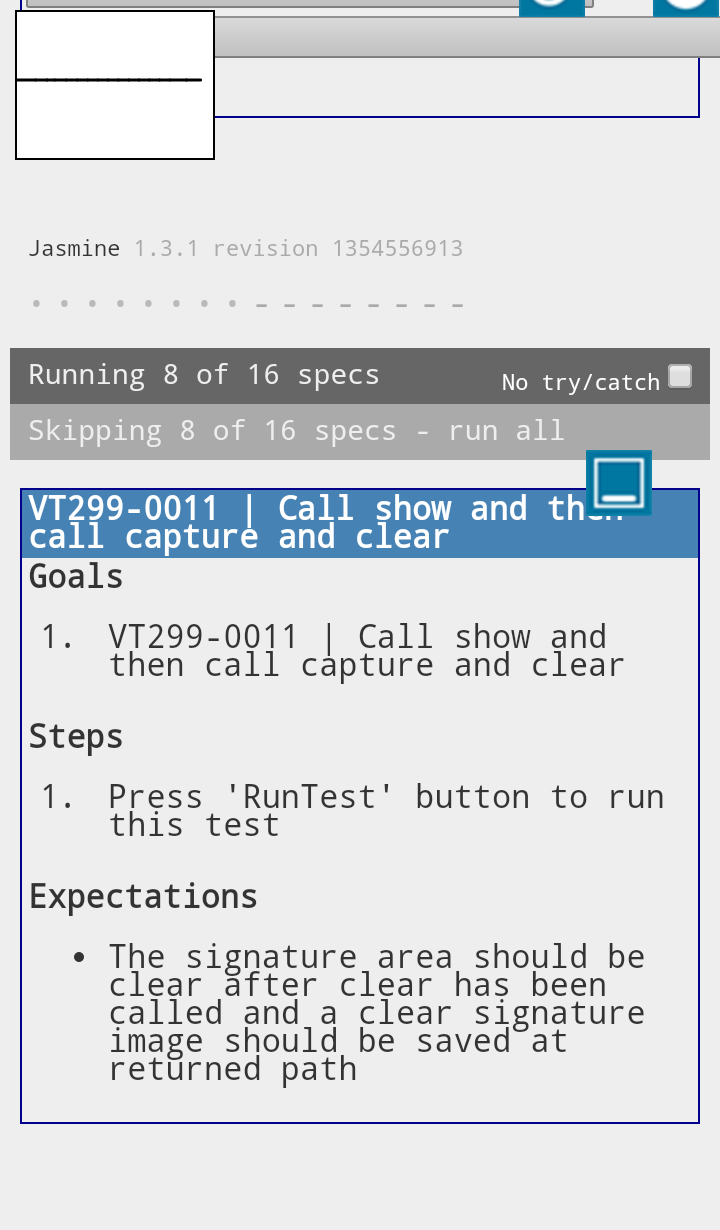 Jasmine 1.3.1 revision 1354556913
• • • • • • • • - - - - - - - -
Running 8 of 16 specs
No try/catch
Skipping 8 of 16 specs - run all
VT299-0011 | Call show and then
call capture and clear
Goals
1. VT299-0011 | Call show and
then call capture and clear
Steps
1. Press 'RunTest' button to run
this test
Expectations
• The signature area should be
clear after clear has been
called and a clear signature
image should be saved at
returned path